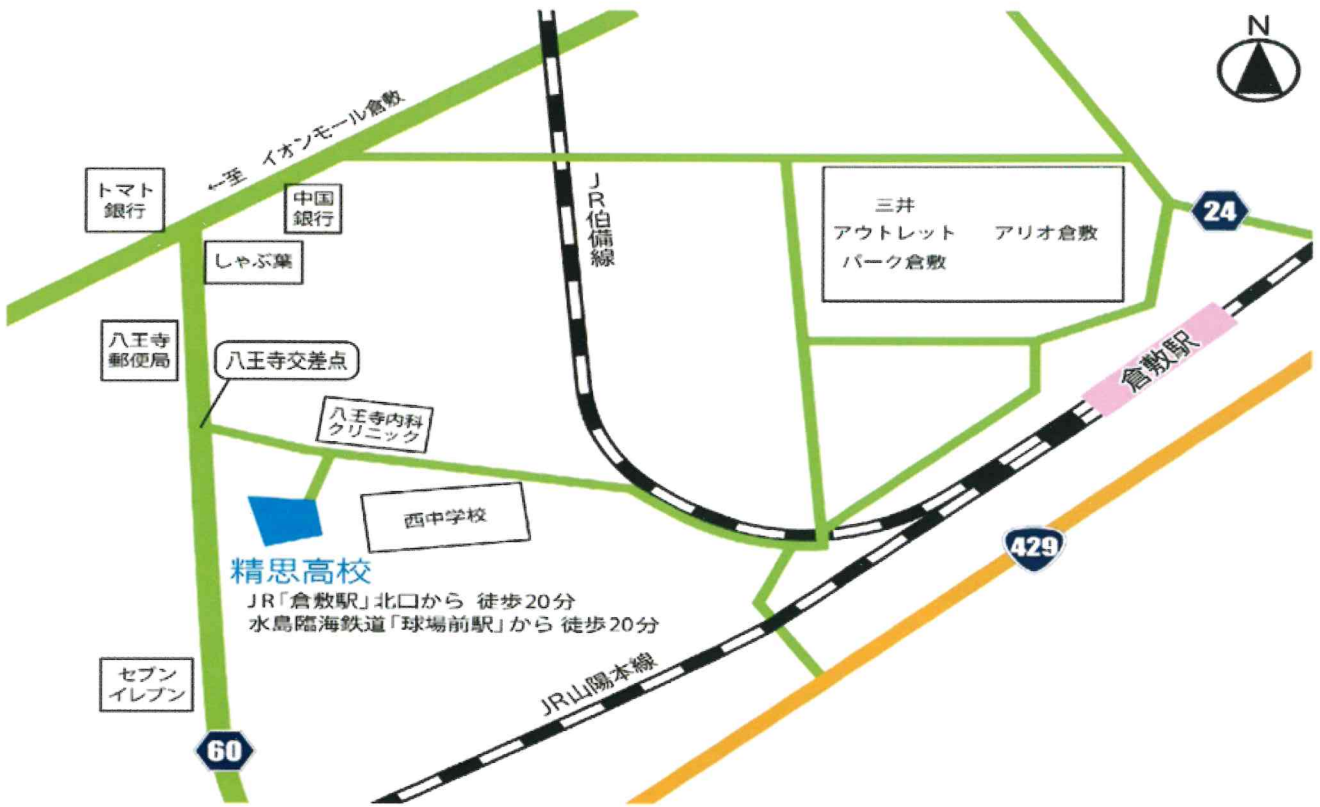 N
←至 イオンモール倉敷
トマト
銀行
中国
銀行
しゃぶ葉
JR伯備線
三井
アウトレット
パーク倉敷
アリオ倉敷
24
八王寺
郵便局
八王寺交差点
倉敷駅
八王寺内科
クリニック
西中学校
429
精思高校
JR「倉敷駅」北口から 徒歩20分
水島臨海鉄道「球場前駅」から 徒歩20分
セブン
イレブン
JR山陽本線
60